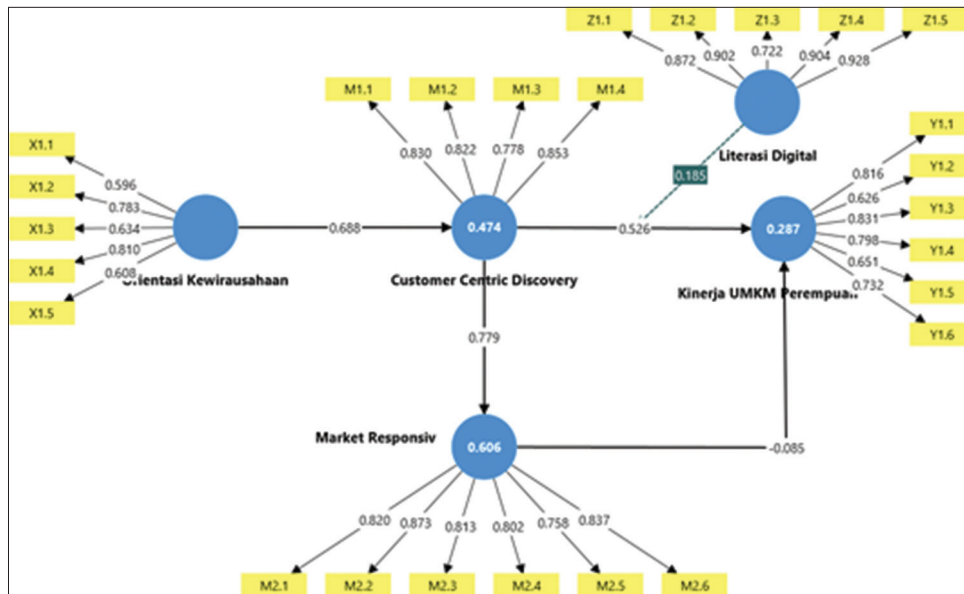 Z1.1 Z1.2 Z1.3 Z1.4 Z1.5
0.872 0.902 0.722 0.904 0.928
Literasi Digital
M1.1 M1.2 M1.3 M1.4
0.830 0.822 0.778 0.853
X1.1
X1.2
X1.3
X1.4
X1.5
0.596
0.783
0.634
0.810
0.608
Orientasi Kewirausahaan
0.688
0.474
Customer Centric Discovery
0.185
0.526
0.287
Kinerja UMKM Perempuan
Y1.1
Y1.2
Y1.3
Y1.4
Y1.5
Y1.6
0.816
0.626
0.831
0.798
0.651
0.732
0.779
Market Responsiv
0.606
-0.085
0.820 0.873 0.813 0.802 0.758 0.837
M2.1 M2.2 M2.3 M2.4 M2.5 M2.6